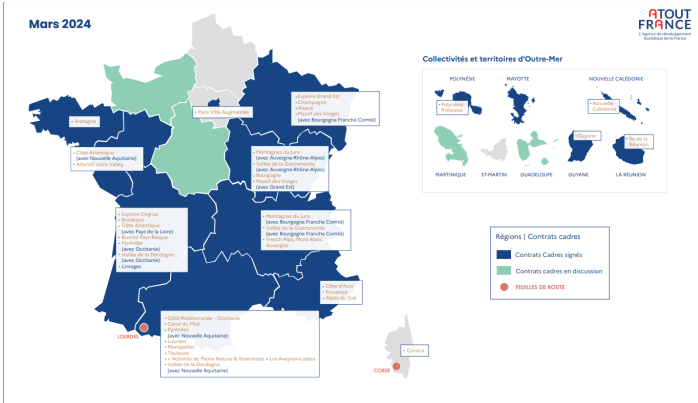 Mars 2024
ATOUT
FRANCE
L'Agence de développement
touristique de la France
Collectivités et territoires d'Outre-Mer
POLYNÉSIE
MAYOTTE
NOUVELLE CALÉDONIE
• Polynésie
française
• Nouvelle
Calédonie
• Guyane
• Île de la
Réunion
MARTINIQUE
ST-MARTIN
GUADELOUPE
GUYANE
LA RÉUNION
• Bretagne
• Paris Ville Augmentée
• Explore Grand Est
• Champagne
• Alsace
• Massif des Vosges
(avec Bourgogne Franche Comté)
• Côte Atlantique
(avec Nouvelle Aquitaine)
• Atlantic Loire Valley
• Montagnes du Jura
(avec Auvergne-Rhône-Alpes)
• Vallée de la Gastronomie
(avec Auvergne-Rhône-Alpes)
• Bourgogne
• Massif des Vosges
(avec Grand Est)
• Explore Cognac
• Bordeaux
• Côte Atlantique
(avec Pays de la Loire)
• Biarritz Pays Basque
• Pyrénées
(avec Occitanie)
• Vallée de la Dordogne
(avec Occitanie)
• Limoges
• Montagnes du Jura
(avec Bourgogne Franche Comté)
• Vallée de la Gastronomie
(avec Bourgogne Franche Comté)
• French Alps, Mont-Blanc
Auvergne
• Côte d'Azur
• Provence
• Alpes du Sud
• Côté Méditerranée – Occitanie
• Canal du Midi
• Pyrénées
(avec Nouvelle Aquitaine)
• Lourdes
• Montpellier
• Toulouse
• « Activités de Pleine Nature & Itinérances » Lot-Aveyron-Lozère
• Vallée de la Dordogne
(avec Nouvelle Aquitaine)
LOURDES
• Corsica
CORSE
Régions | Contrats cadres
Contrats Cadres signés
Contrats cadres en discussion
FEUILLES DE ROUTE